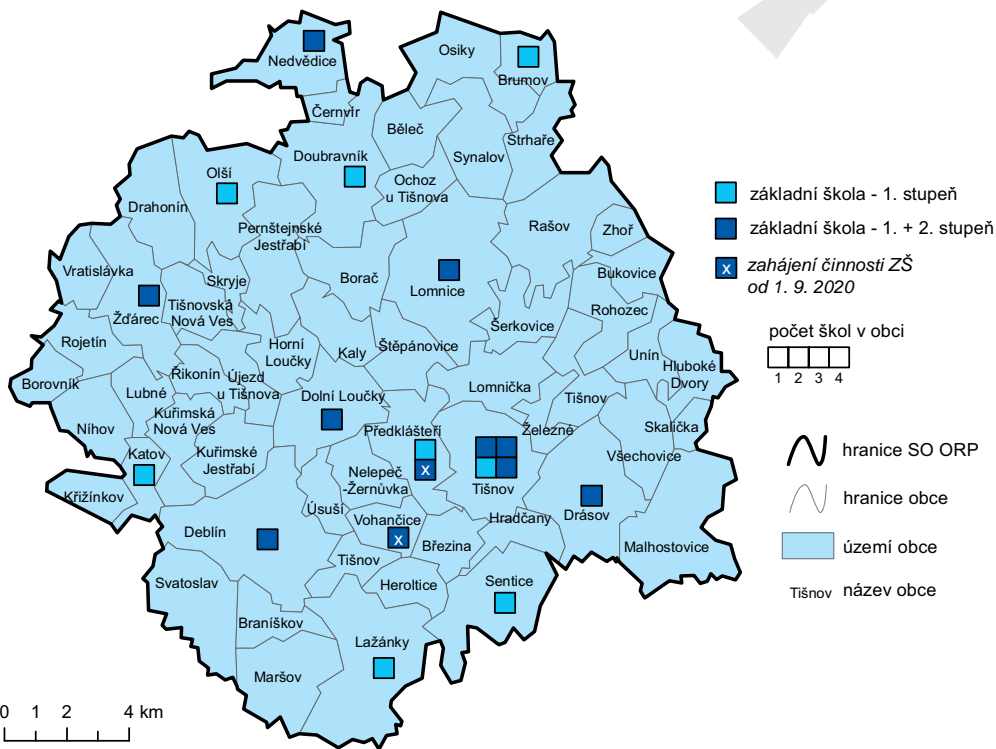 Nedvědice
Osiky
Brumov
Černvír
Běleč
Strhaře
Doubravník
Synalov
Olší
Ochoz
u Tišnova
Drahonín
Pernštejnské
Jestřabí
Rašov
Zhoř
Vratislávka
Skryje
Borač
Lomnice
Bukovice
Žďárec
Tišnovská
Nová Ves
Rohozec
Šerkovice
Rojetín
Horní
Loučky
Kaly
Štěpánovice
Unín
Hluboké
Dvory
Borovník
Lubné
Řikonín
Újezd
u Tišnova
Dolní Loučky
Lomnička
Tišnov
Kuřimská
Nová Ves
Níhov
Předklášteří
Železné
Skalička
Katov
Kuřimské
Jestřabí
Nelepeč
-Žernůvka
x
Tišnov
Všechovice
Křižínkov
Úsuší
Drásov
Deblín
Vohančice
x
Hradčany
Březina
Malhostovice
Tišnov
Svatoslav
Heroltice
Sentice
Braníškov
Lažánky
Maršov
0 1 2 4 km
základní škola - 1. stupeň
základní škola - 1. + 2. stupeň
x zahájení činnosti ZŠ
od 1. 9. 2020
počet škol v obci
1 2 3 4
hranice SO ORP
hranice obce
území obce
Tišnov název obce